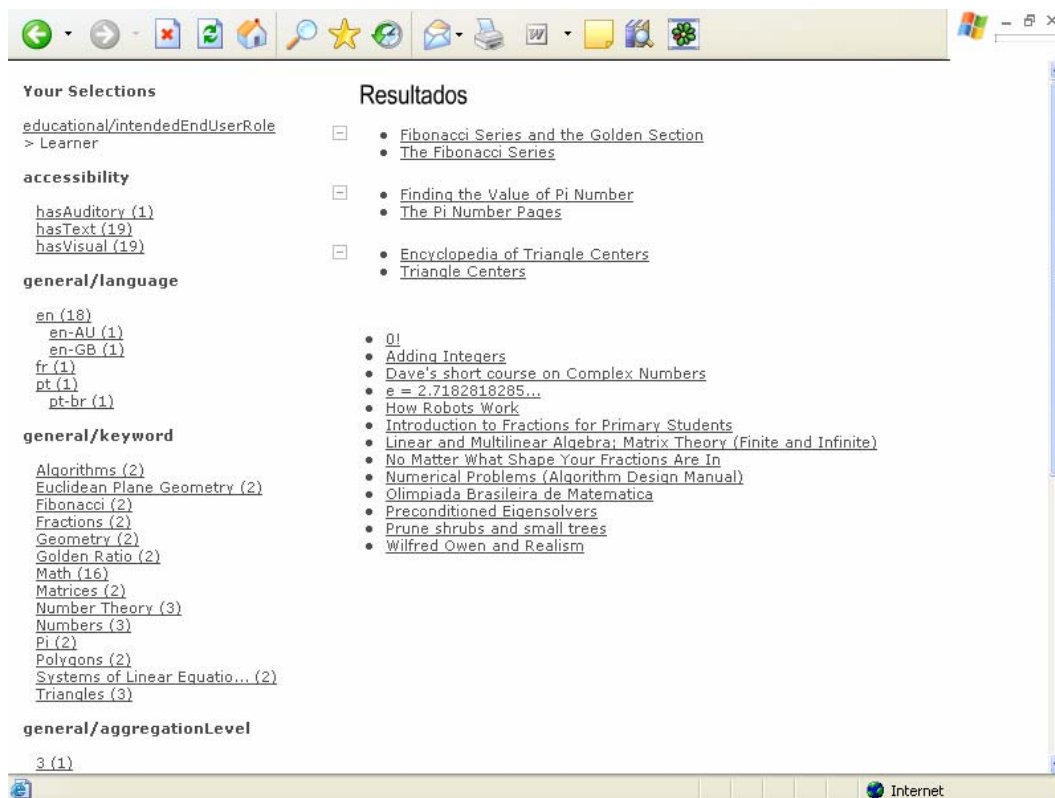 Your Selections
educational/intendedEndUserRole
> Learner
accessibility
hasAuditory (1)
hasText (19)
hasVisual (19)
general/language
en (18)
en-AU (1)
en-GB (1)
fr (1)
pt (1)
pt-br (1)
general/keyword
Algorithms (2)
Euclidean Plane Geometry (2)
Fibonacci (2)
Fractions (2)
Geometry (2)
Golden Ratio (2)
Math (16)
Matrices (2)
Number Theory (3)
Numbers (3)
Pi (2)
Polygons (2)
Systems of Linear Equatio... (2)
Triangles (3)
general/aggregationLevel
3 (1)
Resultados
Fibonacci Series and the Golden Section
The Fibonacci Series
Finding the Value of Pi Number
The Pi Number Pages
Encyclopedia of Triangle Centers
Triangle Centers
0!
Adding Integers
Dave's short course on Complex Numbers
e = 2.7182818285...
How Robots Work
Introduction to Fractions for Primary Students
Linear and Multilinear Algebra; Matrix Theory (Finite and Infinite)
No Matter What Shape Your Fractions Are In
Numerical Problems (Algorithm Design Manual)
Olimpiada Brasileira de Matematica
Preconditioned Eigensolvers
Prune shrubs and small trees
Wilfred Owen and Realism
Internet